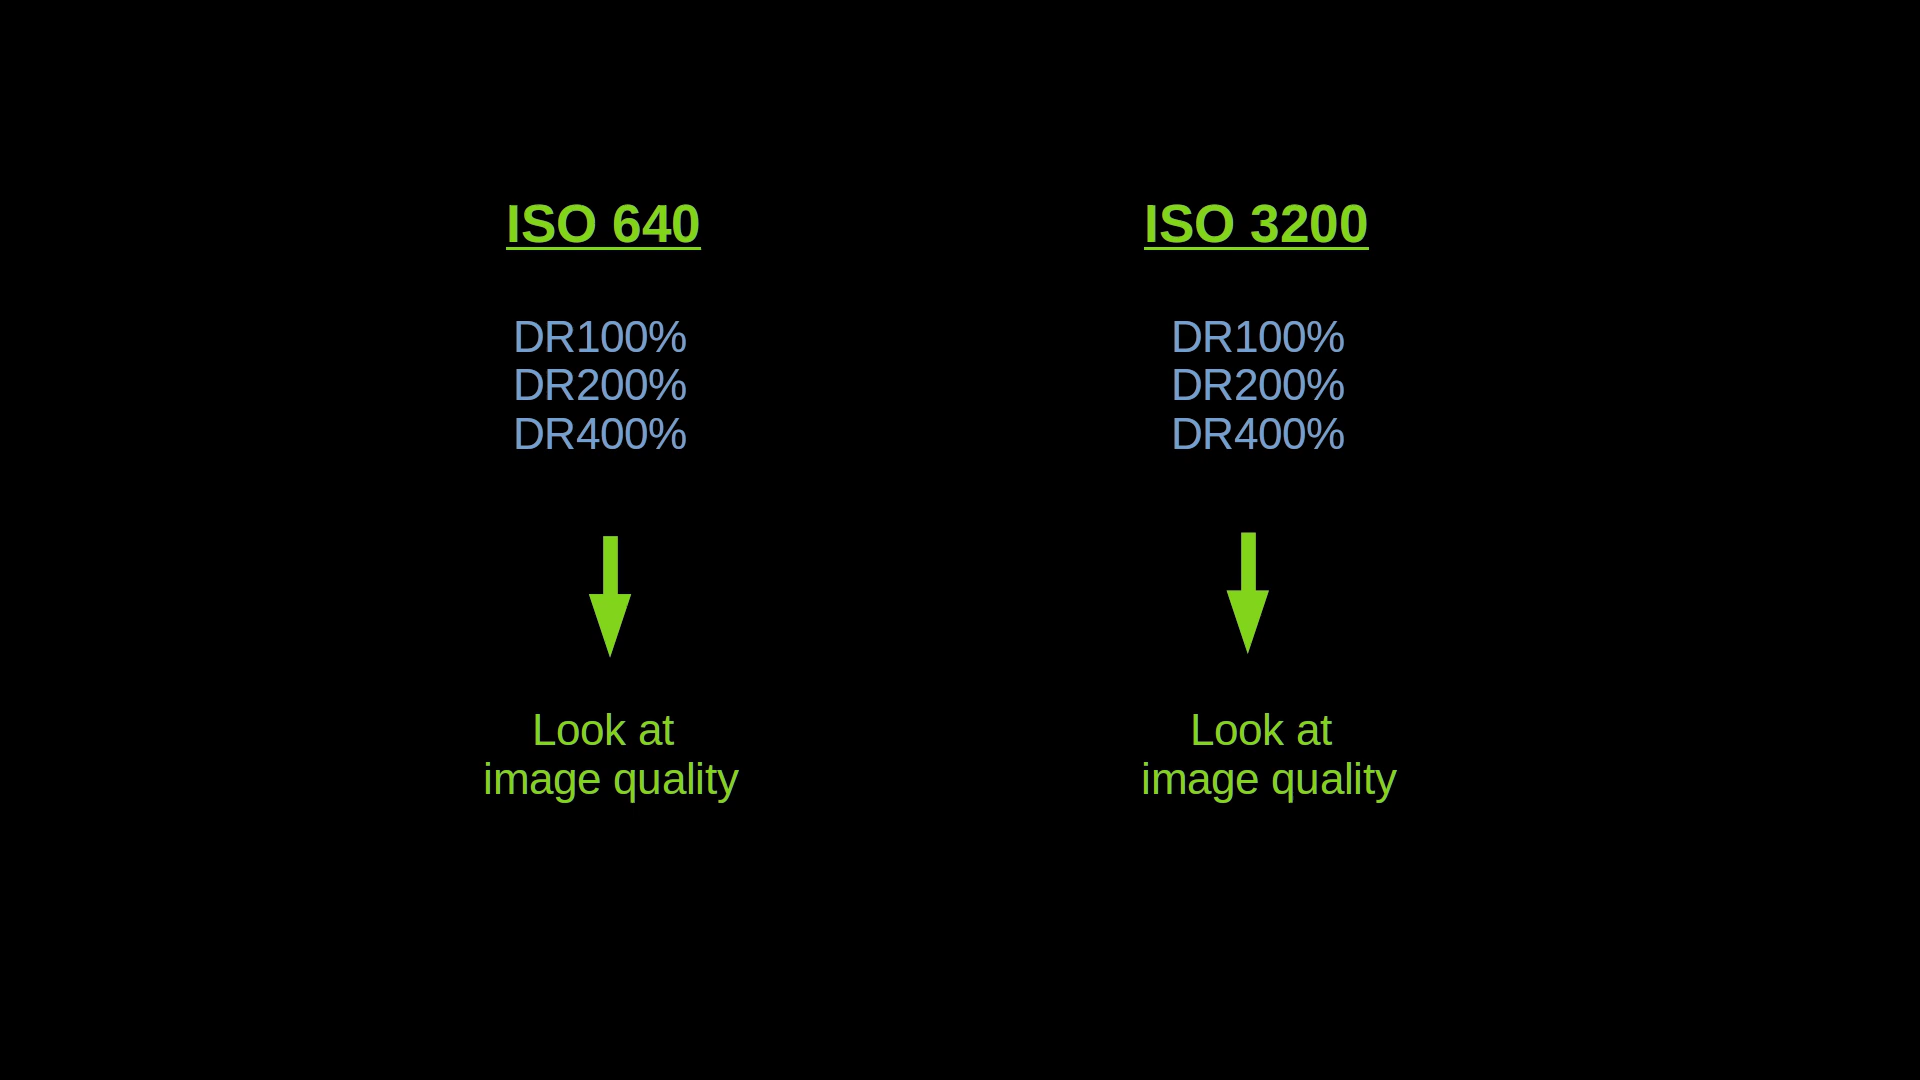 ISO 640
DR100%
DR200%
DR400%
Look at
image quality
ISO 3200
DR100%
DR200%
DR400%
Look at
image quality